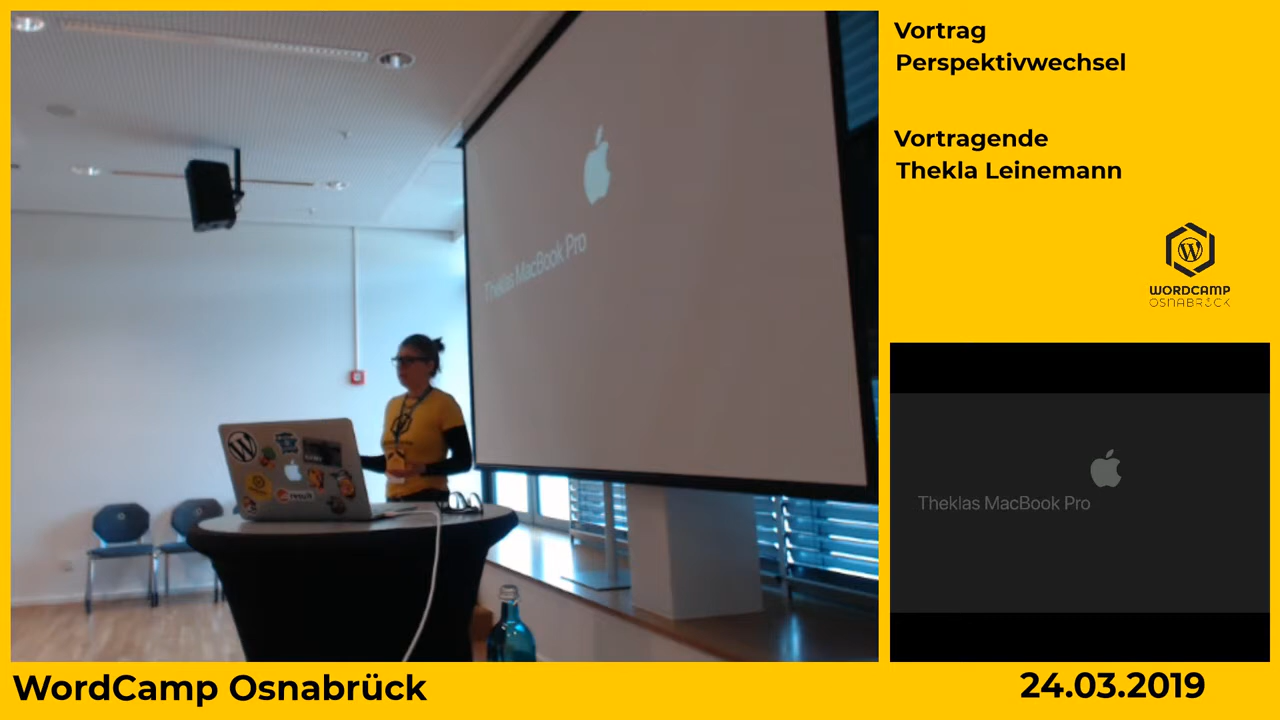 Vortrag
Perspektivwechsel
Vortragende
Thekla Leinemann
WORDCAMP
OSNABRÜCK
Theklas MacBook Pro
Theklas MacBook Pro
WordCamp Osnabrück
24.03.2019